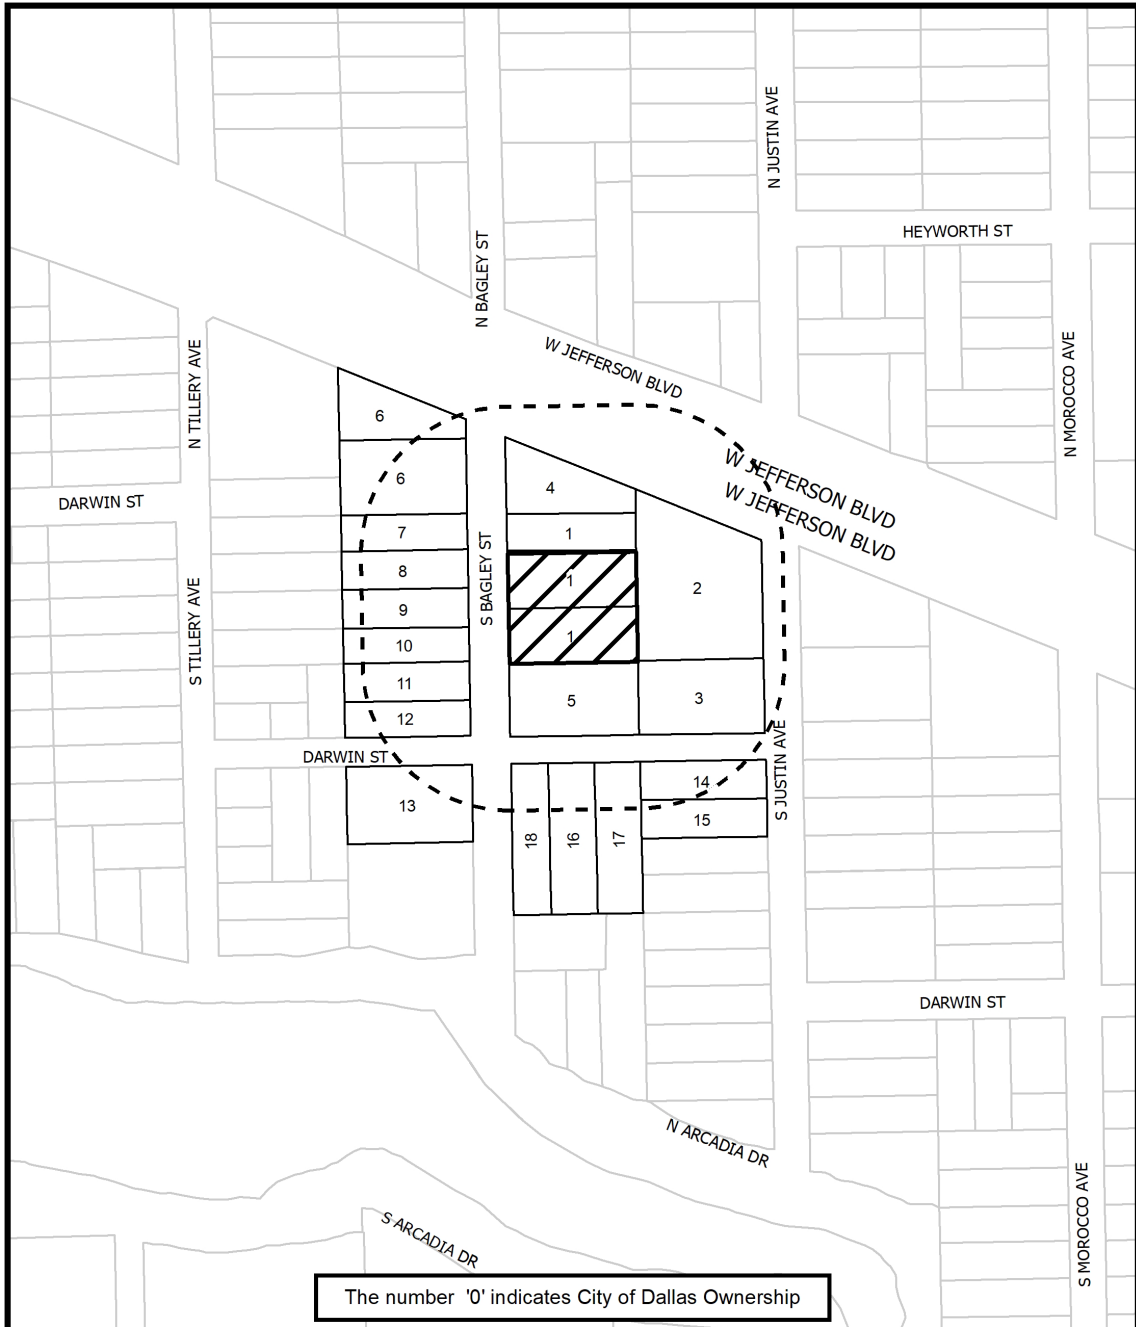 N JUSTIN AVE
HEYWORTH ST
N BAGLEY ST
W JEFFERSON BLVD
N TILLERY AVE
N MOROCCO AVE
6
W JEFFERSON BLVD
W JEFFERSON BLVD
6
4
DARWIN ST
7
1
S BAGLEY ST
8
1
2
S TILLERY AVE
9
10
1
11
5
3
12
DARWIN ST
S JUSTIN AVE
14
13
15
18
16
17
DARWIN ST
N ARCADIA DR
S MOROCCO AVE
S ARCADIA DR
The number '0' indicates City of Dallas Ownership